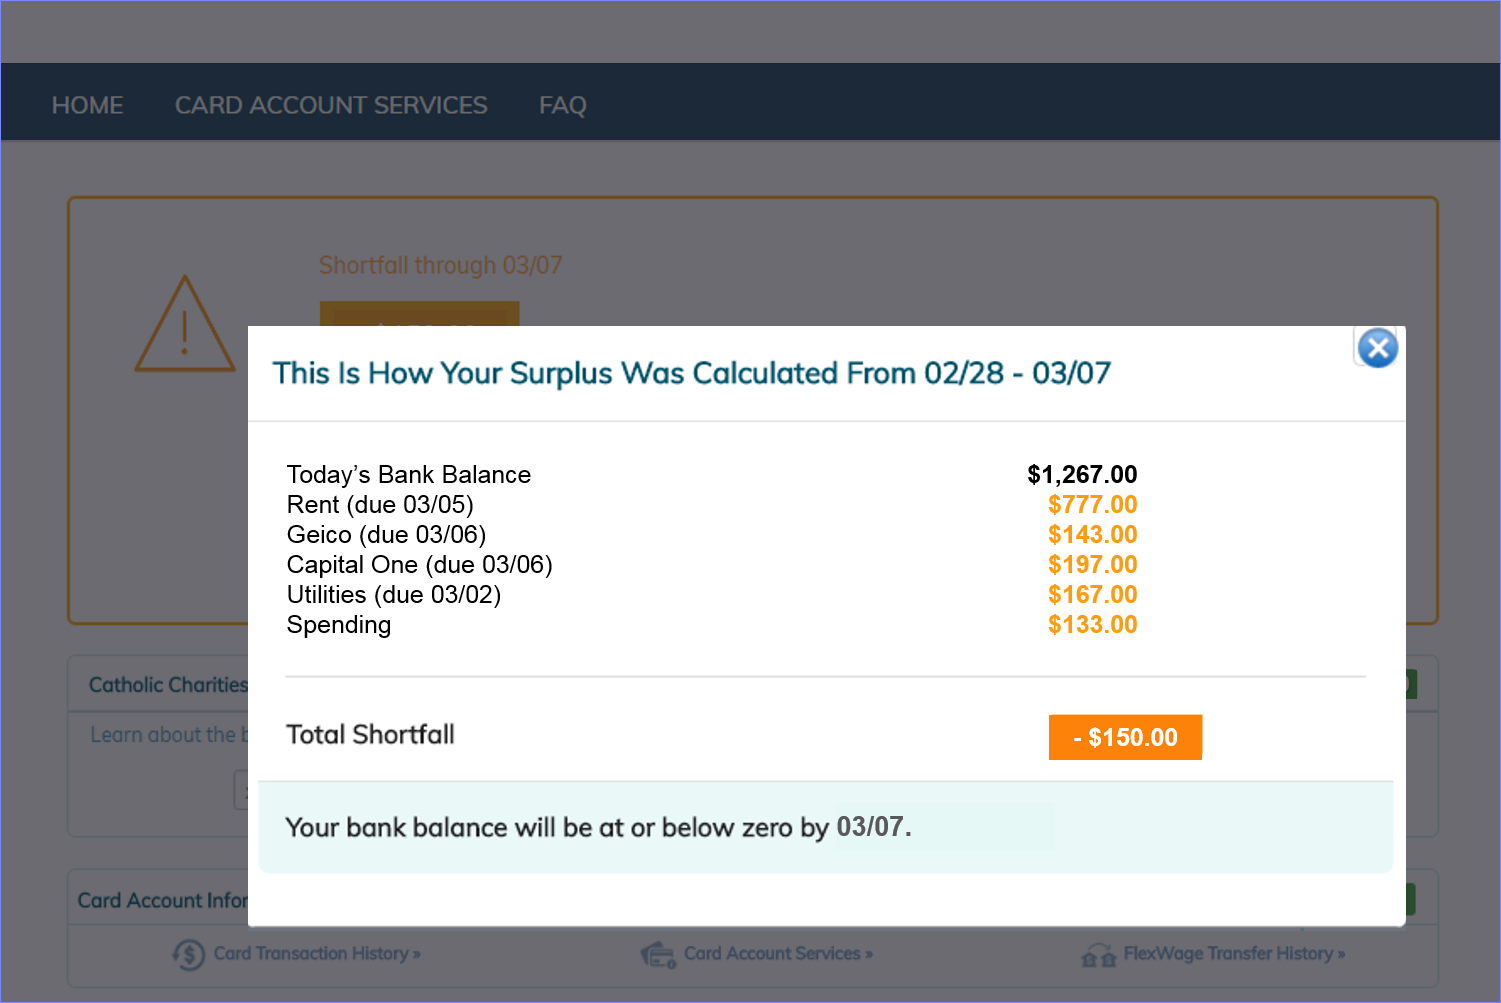 HOME CARD ACCOUNT SERVICES FAQ
Shortfall through 03/07
This Is How Your Surplus Was Calculated From 02/28 - 03/07
Today’s Bank Balance $1,267.00
Rent (due 03/05) $777.00
Geico (due 03/06) $143.00
Capital One (due 03/06) $197.00
Utilities (due 03/02) $167.00
Spending $133.00
Total Shortfall - $150.00
Your bank balance will be at or below zero by 03/07.
Catholic Charities
Learn about the
Card Account
Card Transaction History » Card Account Services » FlexWage Transfer History »